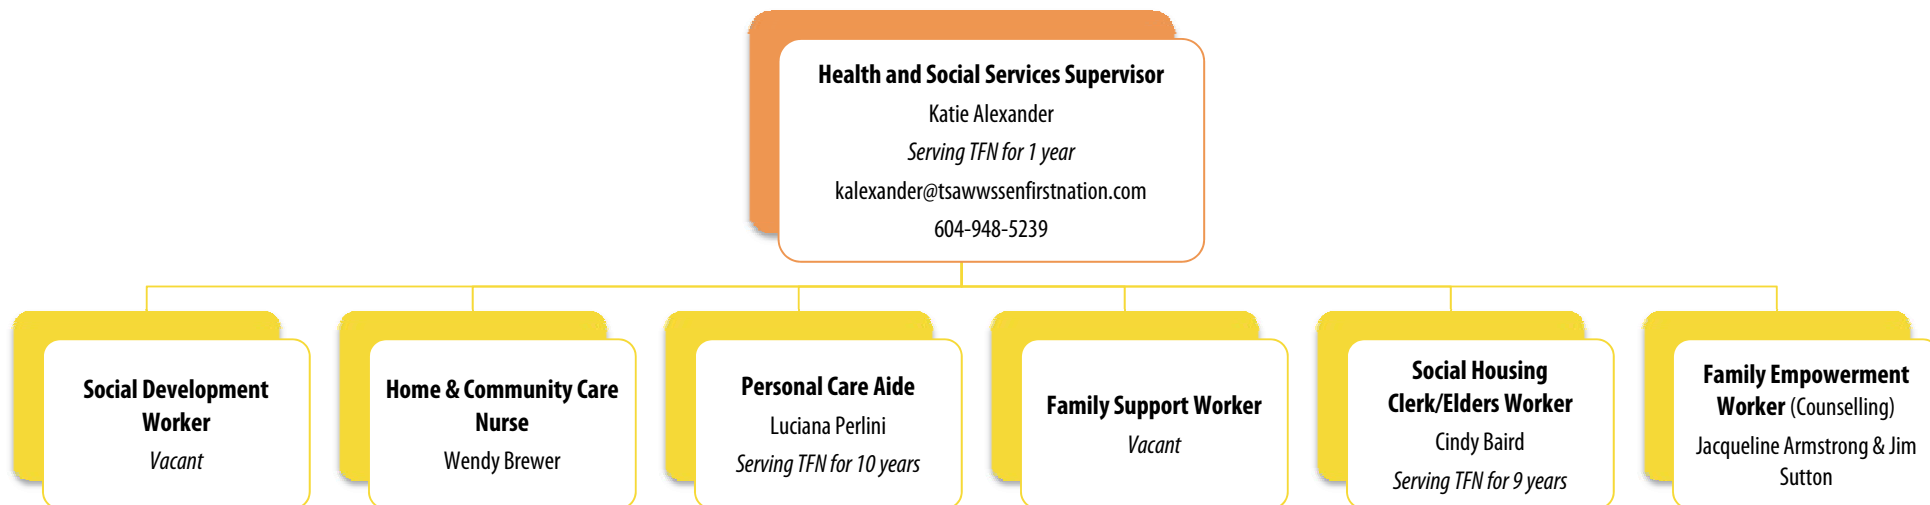 Health and Social Services Supervisor
Katie Alexander
Serving TFN for 1 year
kalexander@tsawwssenfirstnation.com
604-948-5239
Social Development
Worker
Vacant
Home & Community Care
Nurse
Wendy Brewer
Personal Care Aide
Luciana Perlini
Serving TFN for 10 years
Family Support Worker
Vacant
Social Housing
Clerk/Elders Worker
Cindy Baird
Serving TFN for 9 years
Family Empowerment
Worker (Counselling)
Jacqueline Armstrong & Jim
Sutton